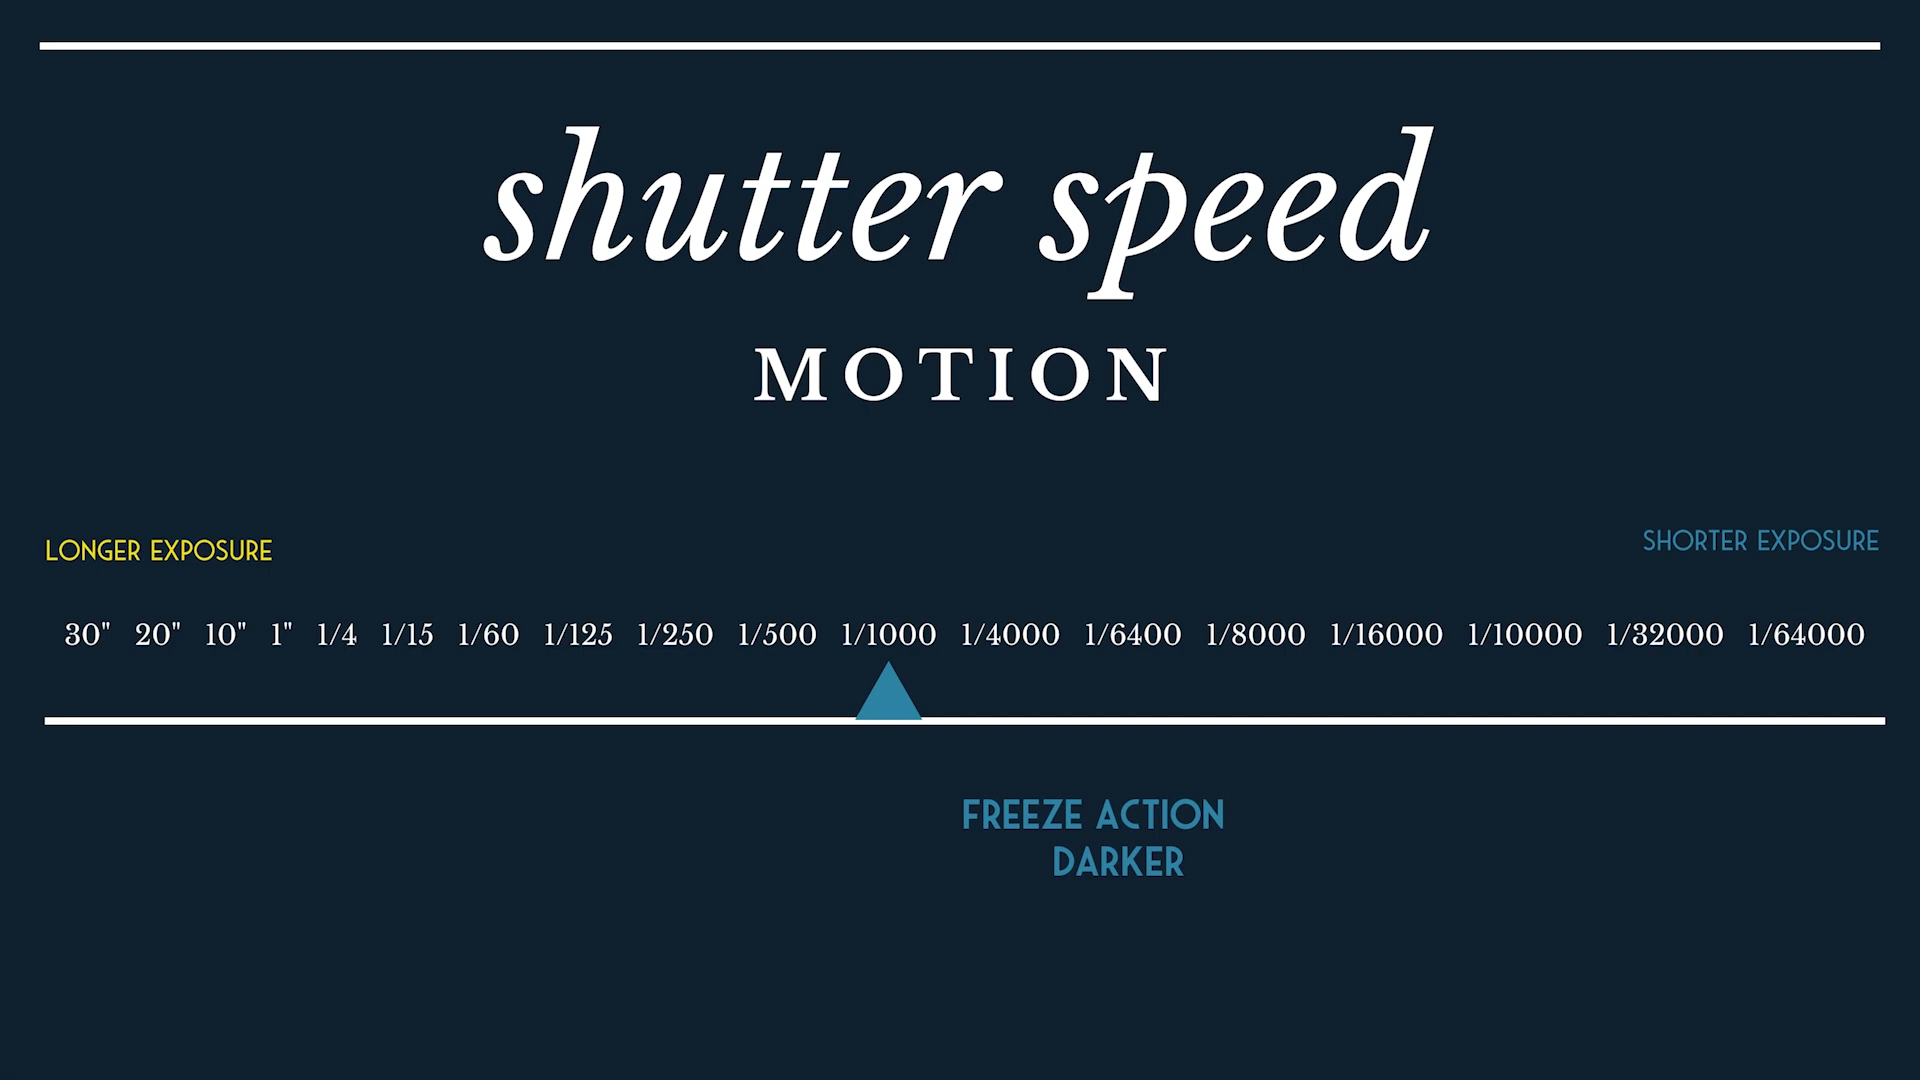 shutter speed
MOTION
LONGER EXPOSURE
SHORTER EXPOSURE
30" 20" 10" 1" 1/4 1/15 1/60 1/125 1/250 1/500 1/1000 1/4000 1/6400 1/8000 1/16000 1/10000 1/32000 1/64000
FREEZE ACTION
DARKER